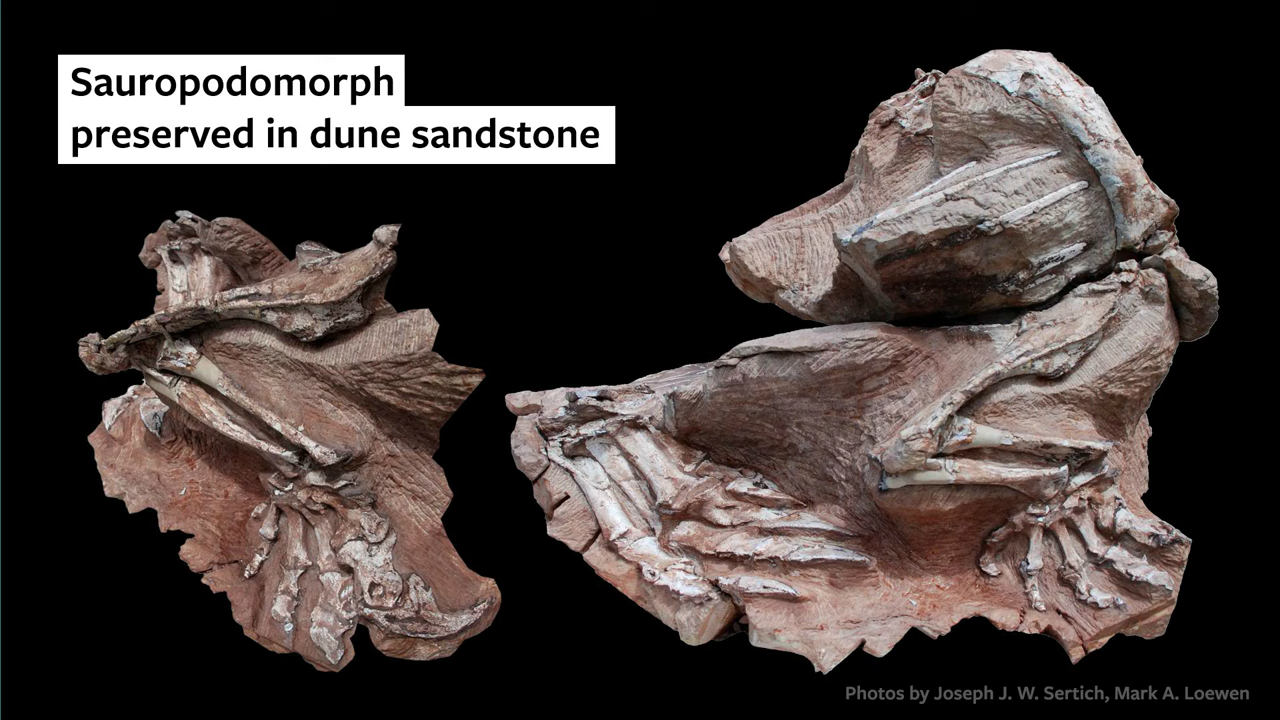 Sauropodomorph
preserved in dune sandstone
Photos by Joseph J. W. Sertich, Mark A. Loewen